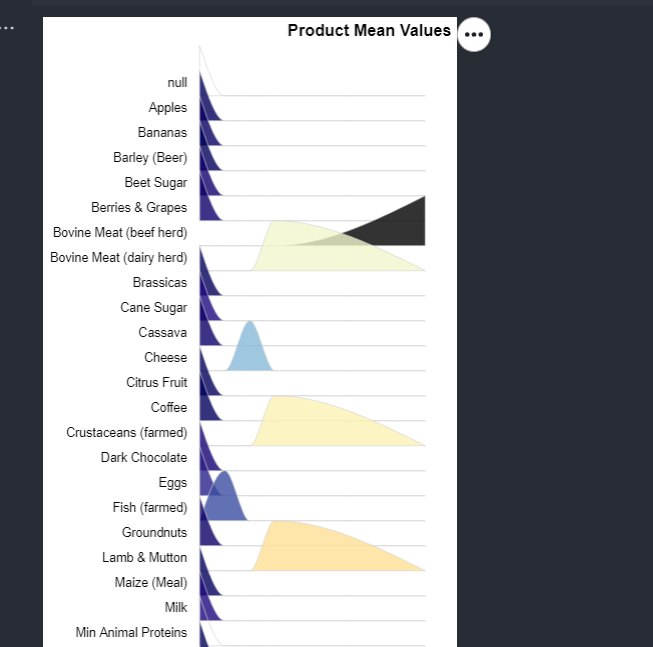 Product Mean Values
null
Apples
Bananas
Barley (Beer)
Beet Sugar
Berries & Grapes
Bovine Meat (beef herd)
Bovine Meat (dairy herd)
Brassicas
Cane Sugar
Cassava
Cheese
Citrus Fruit
Coffee
Crustaceans (farmed)
Dark Chocolate
Eggs
Fish (farmed)
Groundnuts
Lamb & Mutton
Maize (Meal)
Milk
Min Animal Proteins